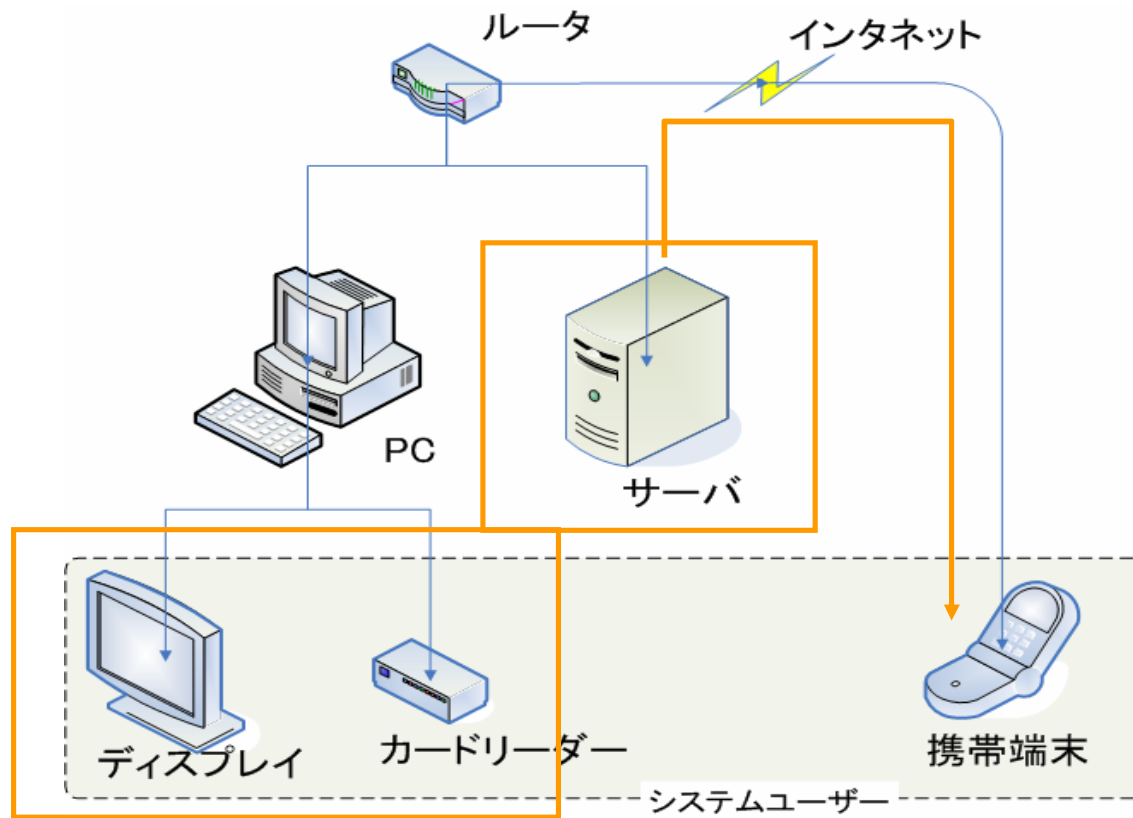 ルータ
インタネット
PC
サーバ
ディスプレイ
カードリーダー
携帯端末
システムユーザー